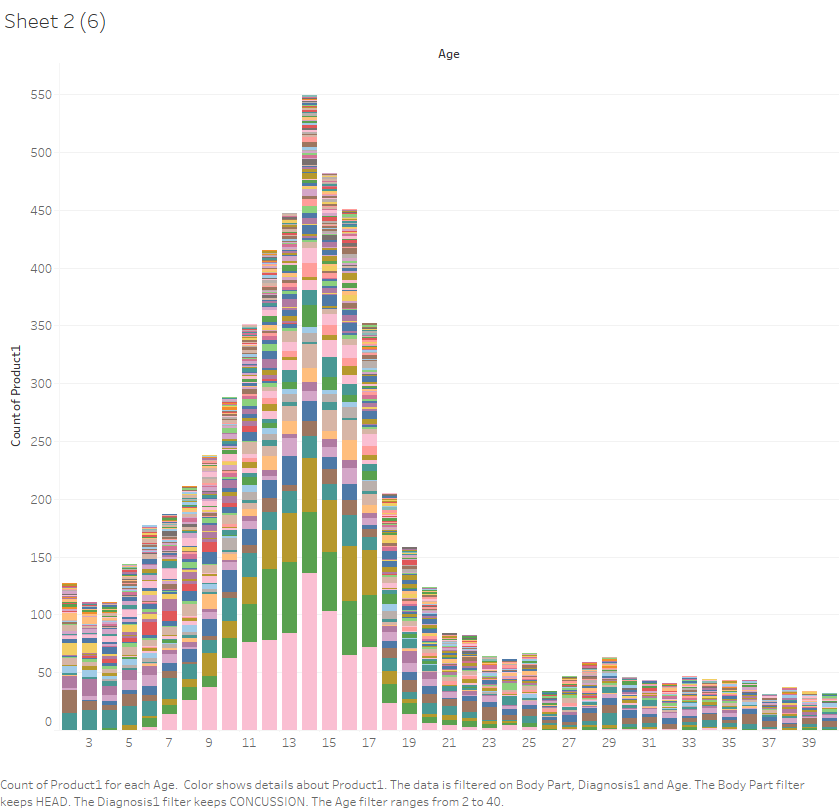 Sheet 2 (6)
Age
550
500
450
400
350
300
250
200
150
100
50
0
Count of Product1
3 5 7 9 11 13 15 17 19 21 23 25 27 29 31 33 35 37 39
Count of Product1 for each Age. Color shows details about Product1. The data is filtered on Body Part, Diagnosis1 and Age. The Body Part filter
keeps HEAD. The Diagnosis1 filter keeps CONCUSSION. The Age filter ranges from 2 to 40.